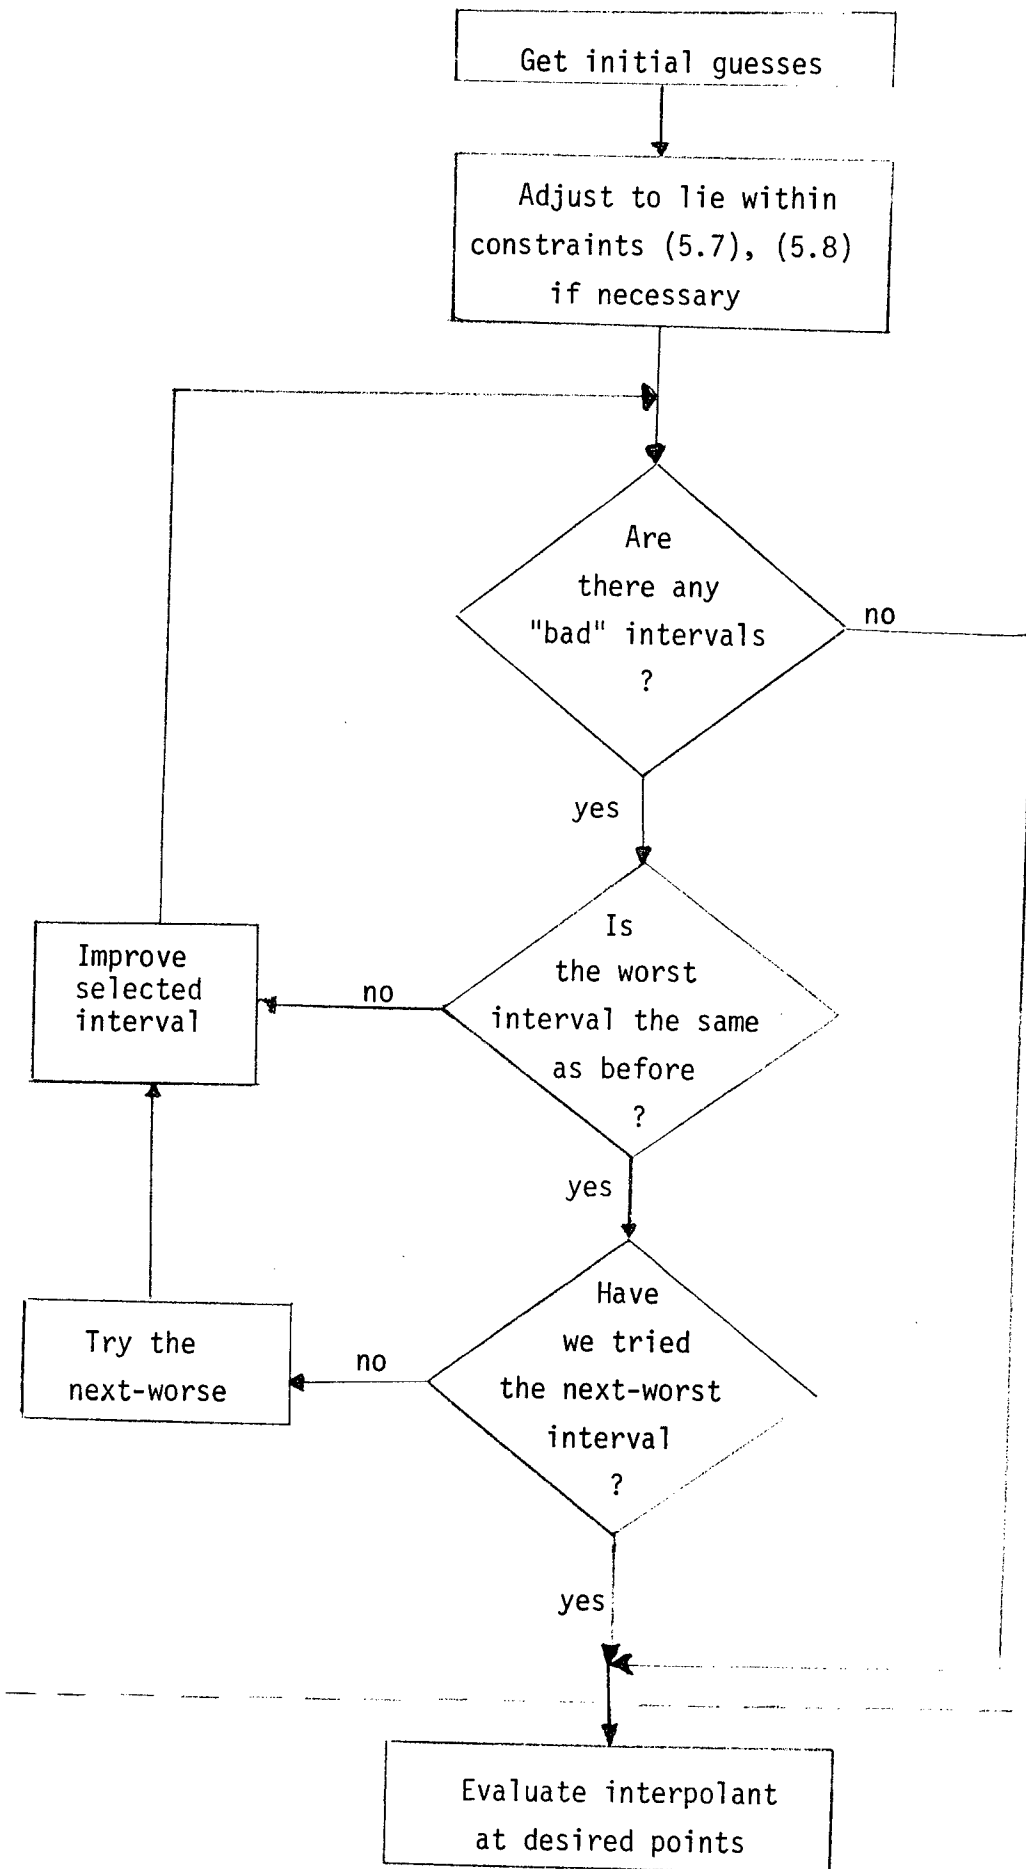 Get initial guesses
Adjust to lie within
constraints (5.7), (5.8)
if necessary
Are
there any
"bad" intervals
?
no
yes
Is
the worst
interval the same
as before
?
no
Improve
selected
interval
yes
Have
we tried
the next-worst
interval
?
no
Try the
next-worse
yes
Evaluate interpolant
at desired points